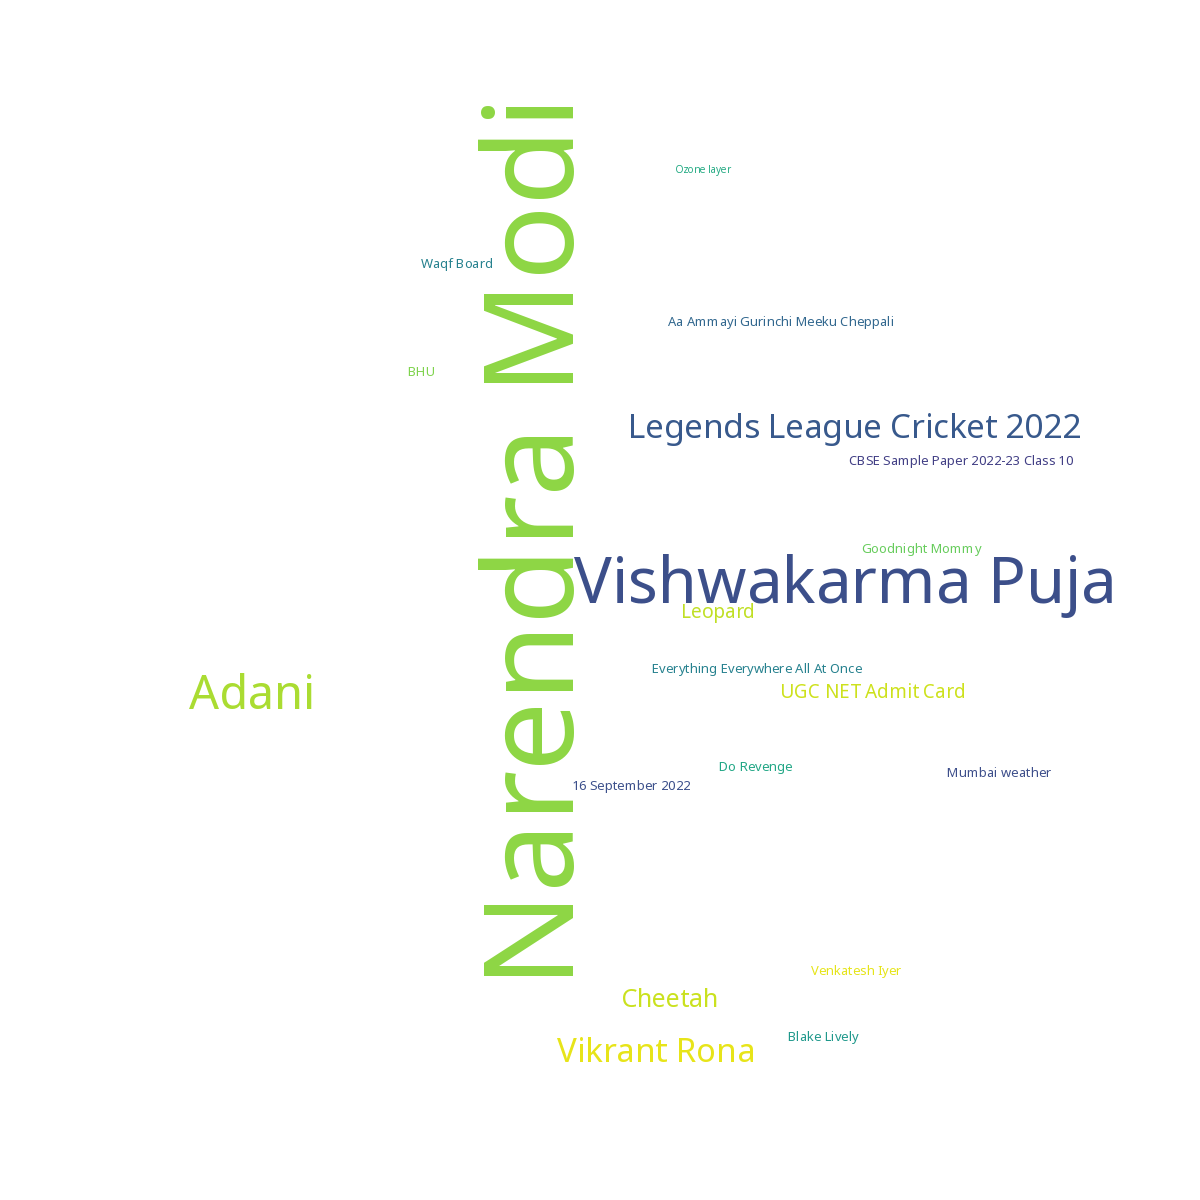 Narendra Modi
Ozone layer
Waqf Board
Aa Ammayi Gurinchi Meeku Cheppali
BHU
Legends League Cricket 2022
CBSE Sample Paper 2022-23 Class 10
Goodnight Mommy
Vishwakarma Puja
Leopard
Everything Everywhere All At Once
Adani
UGC NET Admit Card
Do Revenge
Mumbai weather
16 September 2022
Venkatesh Iyer
Cheetah
Blake Lively
Vikrant Rona